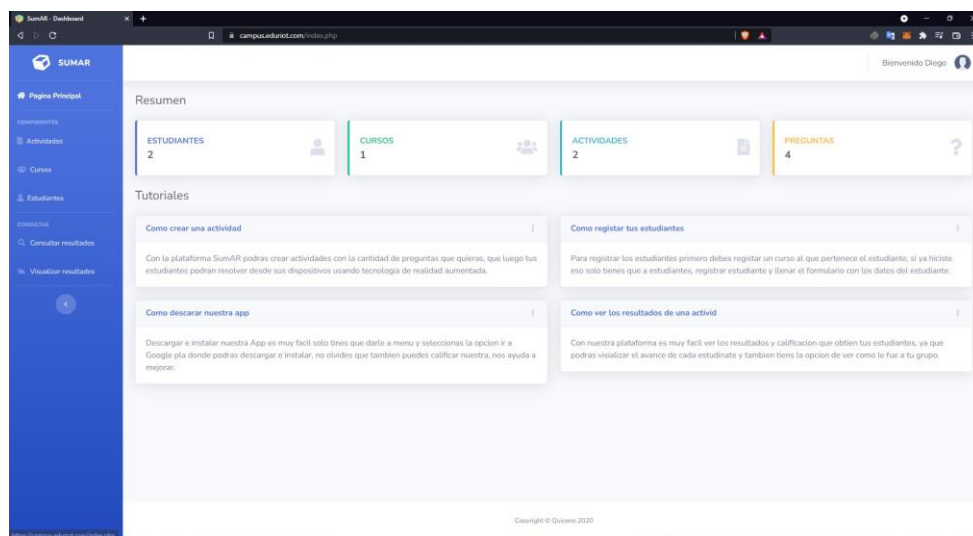 SumAR - Dashboard
campus.eduriot.com/index.php
SUMAR
Bienvenido Diego
Pagina Principal
COMPONENTES
Actividades
Cursos
Estudiantes
CONSULTAS
Consultar resultados
Visualizar resultados
Resumen
ESTUDIANTES
2
CURSOS
1
ACTIVIDADES
2
PREGUNTAS
4
Tutoriales
Como crear una actividad
Con la plataforma SumAR podras crear actividades con la cantidad de preguntas que quieras, que luego tus
estudiantes podran resolver desde sus dispositivos usando tecnologia de realidad aumentada.
Como registar tus estudiantes
Para registrar los estudiantes primero debes registar un curso al que pertenece el estudiante, si ya hiciste
eso solo tienes que a estudiantes, registrar estudiante y llenar el formulario con los datos del estudiante.
Como descarar nuestra app
Descargar e instalar nuestra App es muy facil solo tines que darle a menu y seleccionas la opcion ir a
Google pla donde podras descargar e instalar, no olvides que tambien puedes calificar nuestra, nos ayuda a
mejorar.
Como ver los resultados de una activid
Con nuestra plataforma es muy facil ver los resultados y calificacion que obtien tus estudiantes, ya que
podras visializar el avance de cada estudinate y tambien tiens la opcion de ver como le fue a tu grupo.
Copyright © Quiceno 2020
https://campus.eduriot.com/index.php